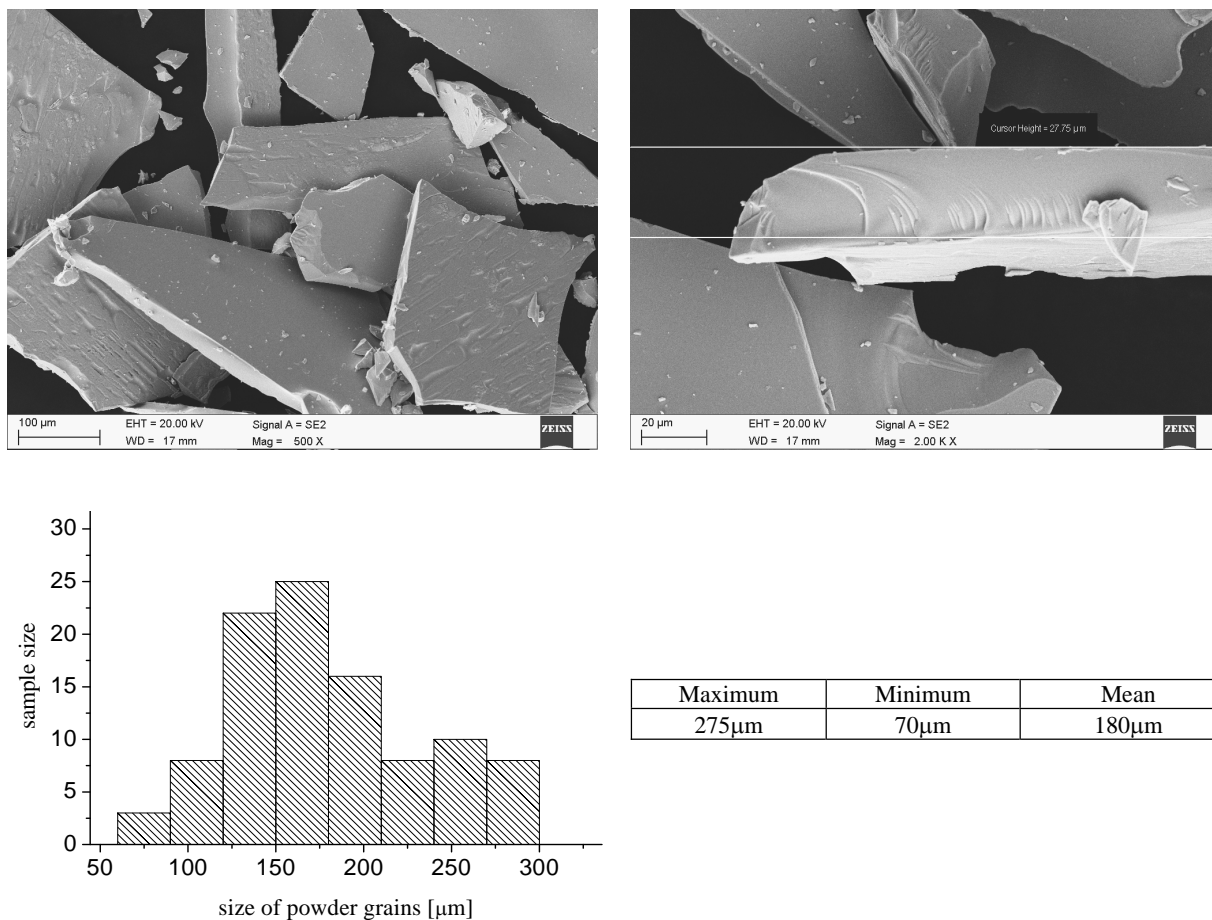 Cursor Height = 27.75 µm
100 µm
EHT = 20.00 kV
Signal A = SE2
WD = 17 mm
Mag = 500 X
ZEISS
20 µm
EHT = 20.00 kV
Signal A = SE2
WD = 17 mm
Mag = 2.00 K X
ZEISS
30
25
20
15
10
5
0
50 100 150 200 250 300
sample size
size of powder grains [µm]
Maximum Minimum Mean
275µm 70µm 180µm